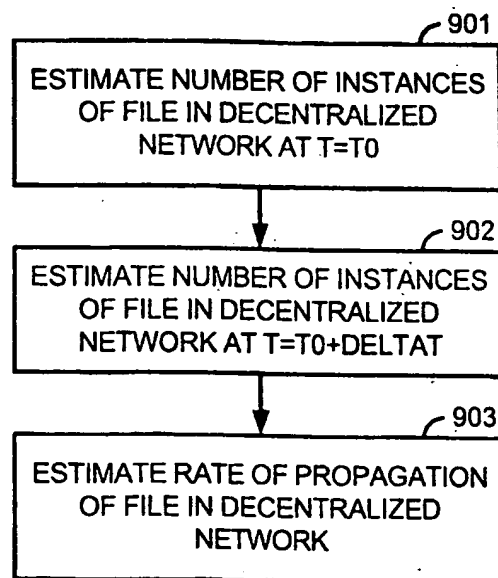 901
ESTIMATE NUMBER OF INSTANCES
OF FILE IN DECENTRALIZED
NETWORK AT T=T0
902
ESTIMATE NUMBER OF INSTANCES
OF FILE IN DECENTRALIZED
NETWORK AT T=T0+DELTAT
903
ESTIMATE RATE OF PROPAGATION
OF FILE IN DECENTRALIZED
NETWORK